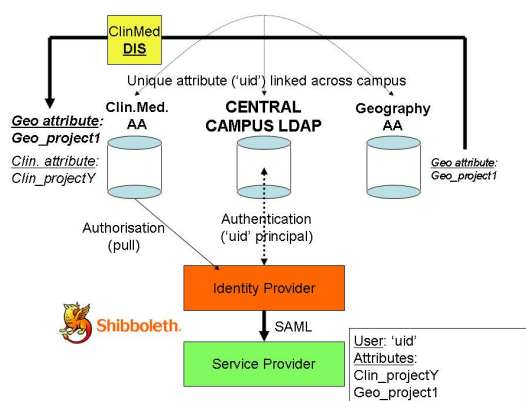 ClinMed
DIS
Unique attribute ('uid') linked across campus
Clin.Med.
AA
CENTRAL
CAMPUS LDAP
Geography
AA
Geo attribute:
Geo_project1
Clin. attribute:
Clin_projectY
Geo attribute:
Geo_project1
Authorisation
(pull)
Authentication
('uid' principal)
Identity Provider
Shibboleth.
SAML
Service Provider
User: 'uid'
Attributes:
Clin_projectY
Geo_project1